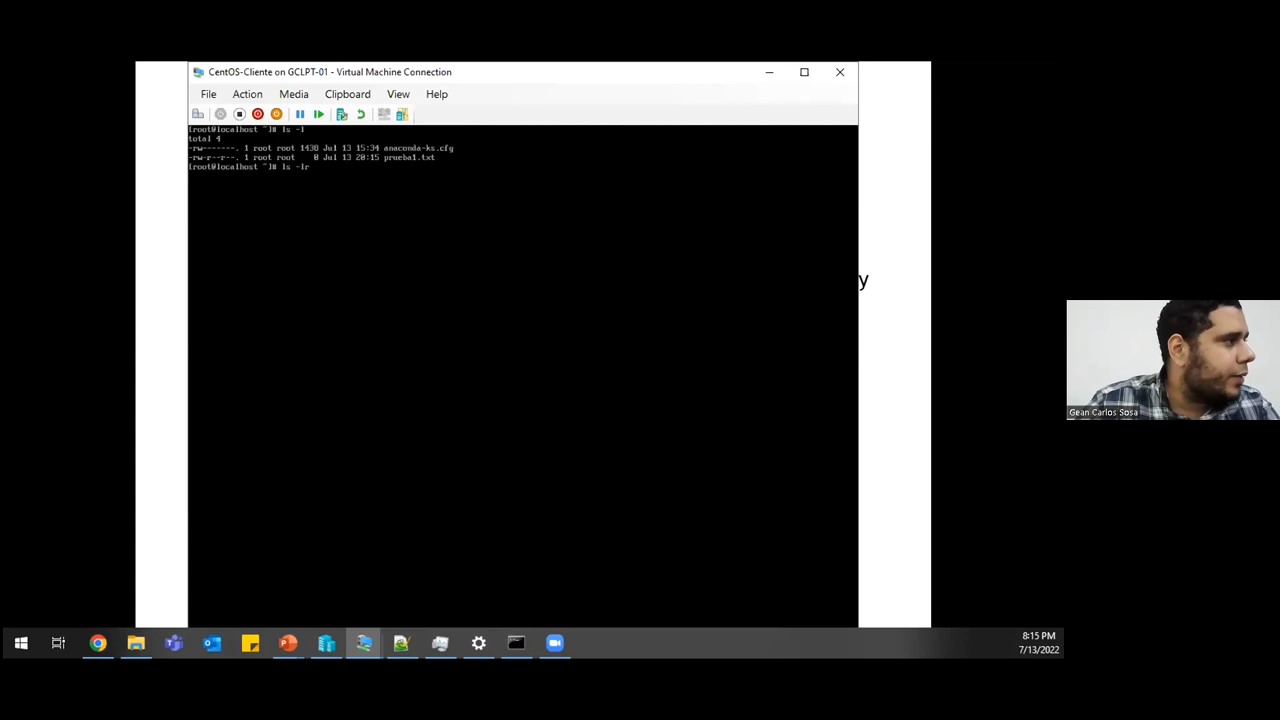 CentOS-Cliente on GCLPT-01 - Virtual Machine Connection
File Action Media Clipboard View Help
[root@localhost ~]# ls -l
total 4
-rw-------. 1 root root 1438 Jul 13 15:34 anaconda-ks.cfg
-rw-r--r--. 1 root root    0 Jul 13 20:15 prueba1.txt
[root@localhost ~]# ls -lr
y
Gean Carlos Sosa
8:15 PM
7/13/2022